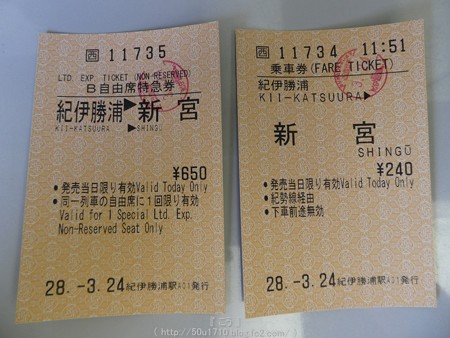 西 11735
LTD. EXP. TICKET (NON-RESERVED)
B自由席特急券
紀伊勝浦▶新宮
KII-KATSUURA ▶SHINGŪ
¥650
●発売当日限り有効Valid Today Only
●同一列車の自由席に1回限り有効
Valid for 1 Special Ltd. Exp.
Non-Reserved Seat Only
28.-3.24紀伊勝浦駅A01発行
西 11734 11:51
乗車券(FARE TICKET)
紀伊勝浦
KII-KATSUURA▶
新 宮
SHINGŪ
¥240
●発売当日限り有効Valid Today Only
●紀勢線経由
●下車前途無効
28.-3.24紀伊勝浦駅A01発行